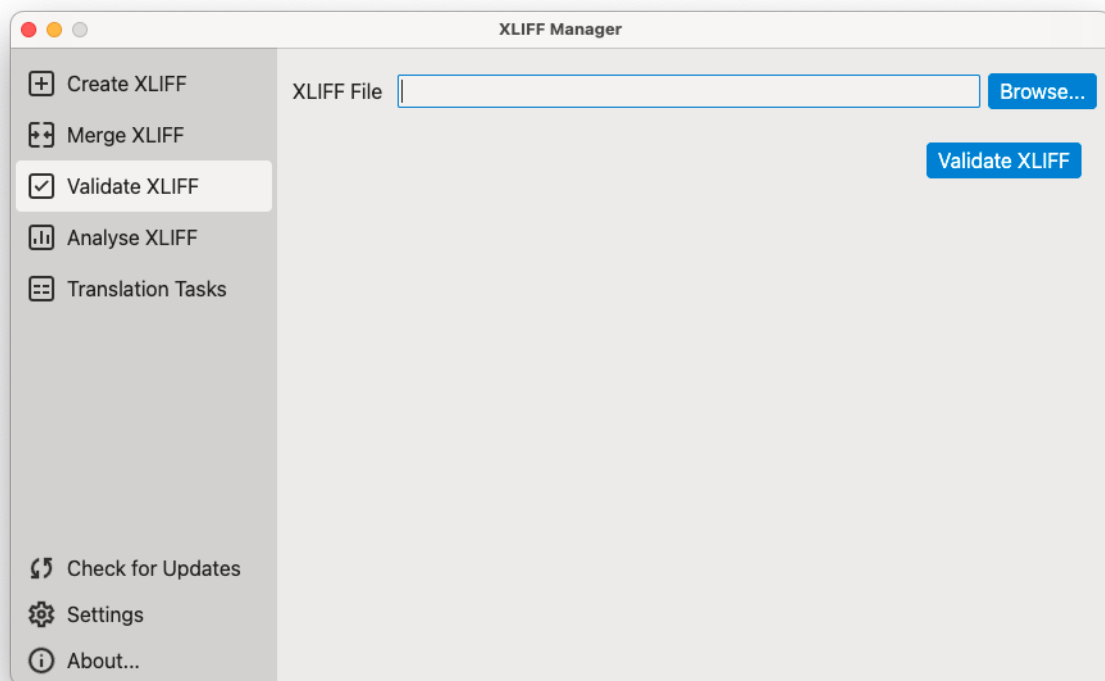 XLIFF Manager
Create XLIFF
Merge XLIFF
Validate XLIFF
Analyse XLIFF
Translation Tasks
Check for Updates
Settings
About...
XLIFF File
Browse...
Validate XLIFF